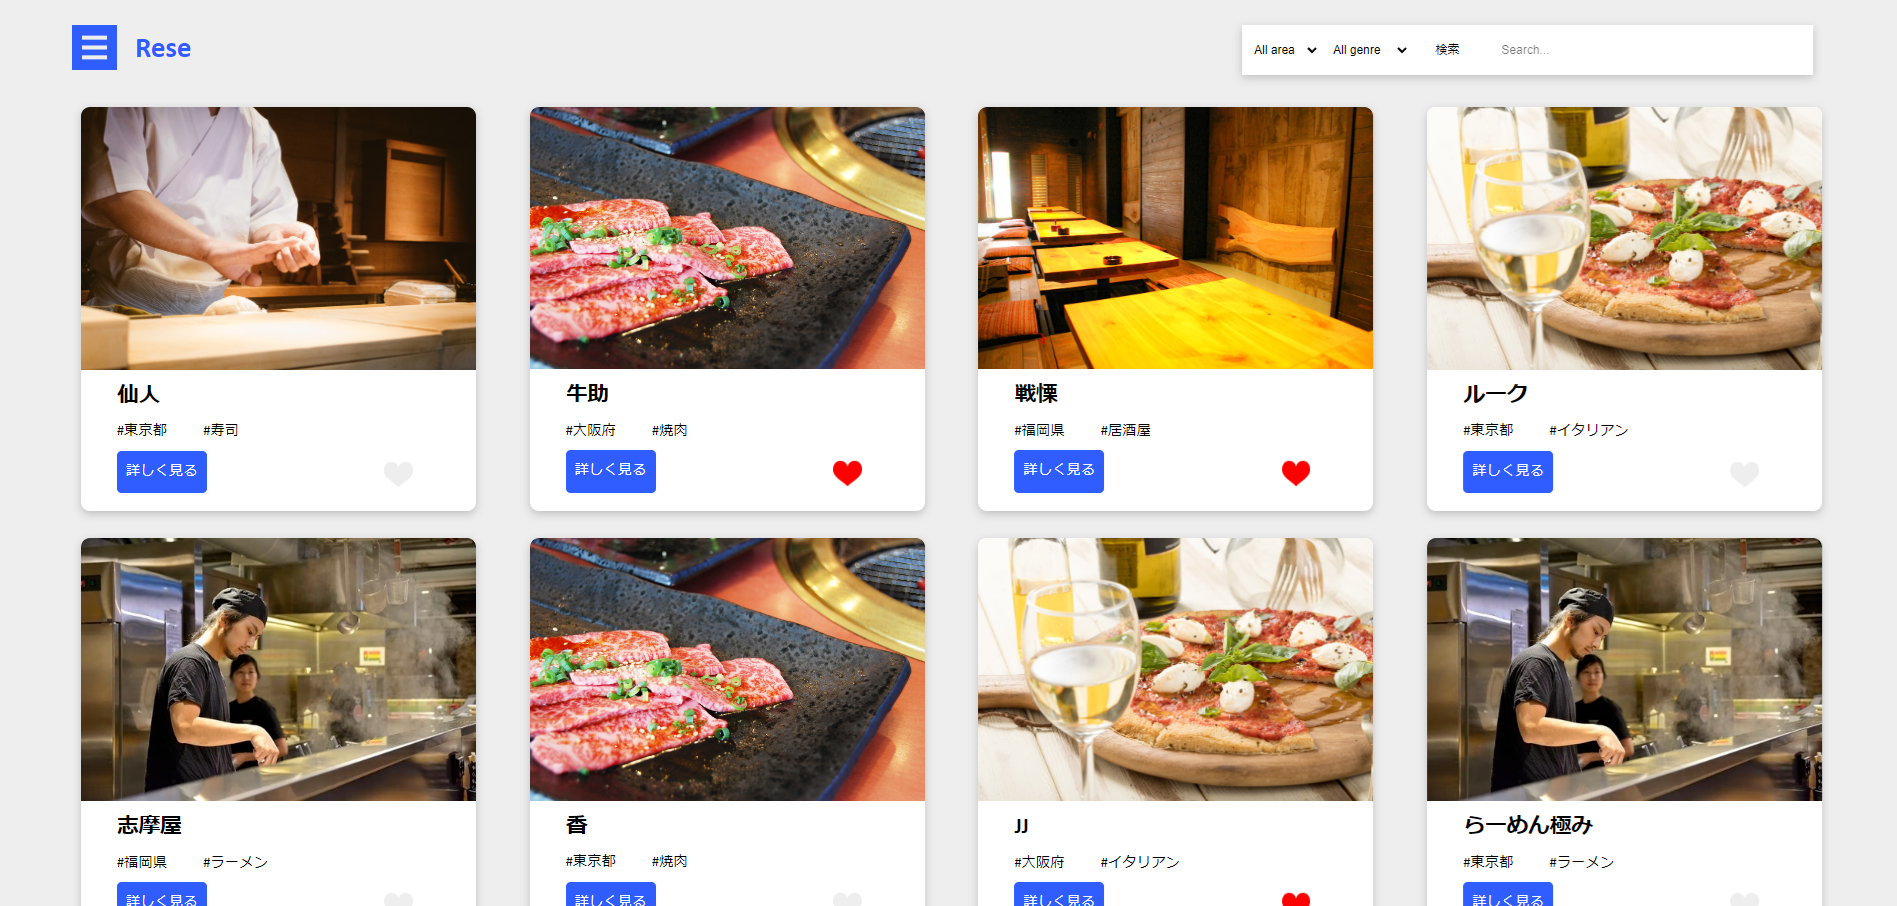 Rese
All area All genre 検索 Search...
仙人
#東京都 #寿司
詳しく見る
牛助
#大阪府 #焼肉
詳しく見る
戦慄
#福岡県 #居酒屋
詳しく見る
ルーク
#東京都 #イタリアン
詳しく見る
志摩屋
#福岡県 #ラーメン
詳しく見る
香
#東京都 #焼肉
詳しく見る
JJ
#大阪府 #イタリアン
詳しく見る
らーめん極み
#東京都 #ラーメン
詳しく見る